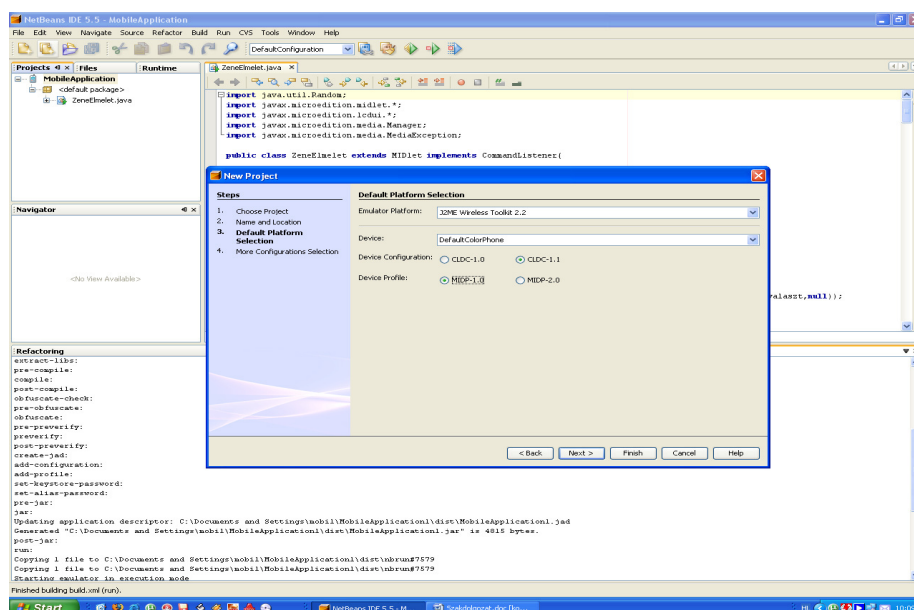 NetBeans IDE 5.5 - MobileApplication
File Edit View Navigate Source Refactor Build Run CVS Tools Window Help
DefaultConfiguration
Projects Files Runtime
MobileApplication
<default package>
ZeneElmelet.java
ZeneElmelet.java
import java.util.Random;
import javax.microedition.midlet.*;
import javax.microedition.lcdui.*;
import javax.microedition.media.Manager;
import javax.microedition.media.MediaException;
public class ZeneElmelet extends MIDlet implements CommandListener{
valaszt,null));
Navigator
<No View Available>
New Project
Steps
1. Choose Project
2. Name and Location
3. Default Platform Selection
4. More Configurations Selection
Default Platform Selection
Emulator Platform: J2ME Wireless Toolkit 2.2
Device: DefaultColorPhone
Device Configuration: CLDC-1.0 CLDC-1.1
Device Profile: MIDP-1.0 MIDP-2.0
< Back Next > Finish Cancel Help
Refactoring
extract-libs:
pre-compile:
compile:
post-compile:
obfuscate-check:
pre-obfuscate:
obfuscate:
pre-preverify:
preverify:
post-preverify:
create-jad:
add-configuration:
add-profile:
set-keystore-password:
set-alias-password:
pre-jar:
jar:
Updating application descriptor: C:\Documents and Settings\mobil\MobileApplication1\dist\MobileApplication1.jad
Generated "C:\Documents and Settings\mobil\MobileApplication1\dist\MobileApplication1.jar" is 4815 bytes.
post-jar:
run:
Copying 1 file to C:\Documents and Settings\mobil\MobileApplication1\dist\nbrun#7579
Copying 1 file to C:\Documents and Settings\mobil\MobileApplication1\dist\nbrun#7579
Starting emulator in execution mode
Finished building build.xml (run).
Start
NetBeans IDE 5.5 - M...
Szakdolgozat.doc [ko...